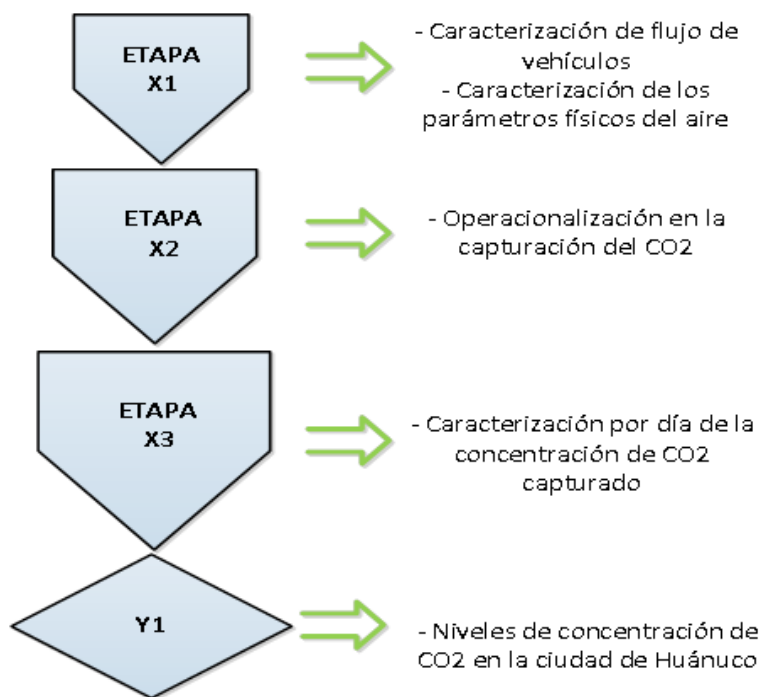 ETAPA
X1
- Caracterización de flujo de
vehículos
- Caracterización de los
parámetros físicos del aire
ETAPA
X2
- Operacionalización en la
capturación del CO2
ETAPA
X3
- Caracterización por día de la
concentración de CO2
capturado
Y1
- Niveles de concentración de
CO2 en la ciudad de Huánuco